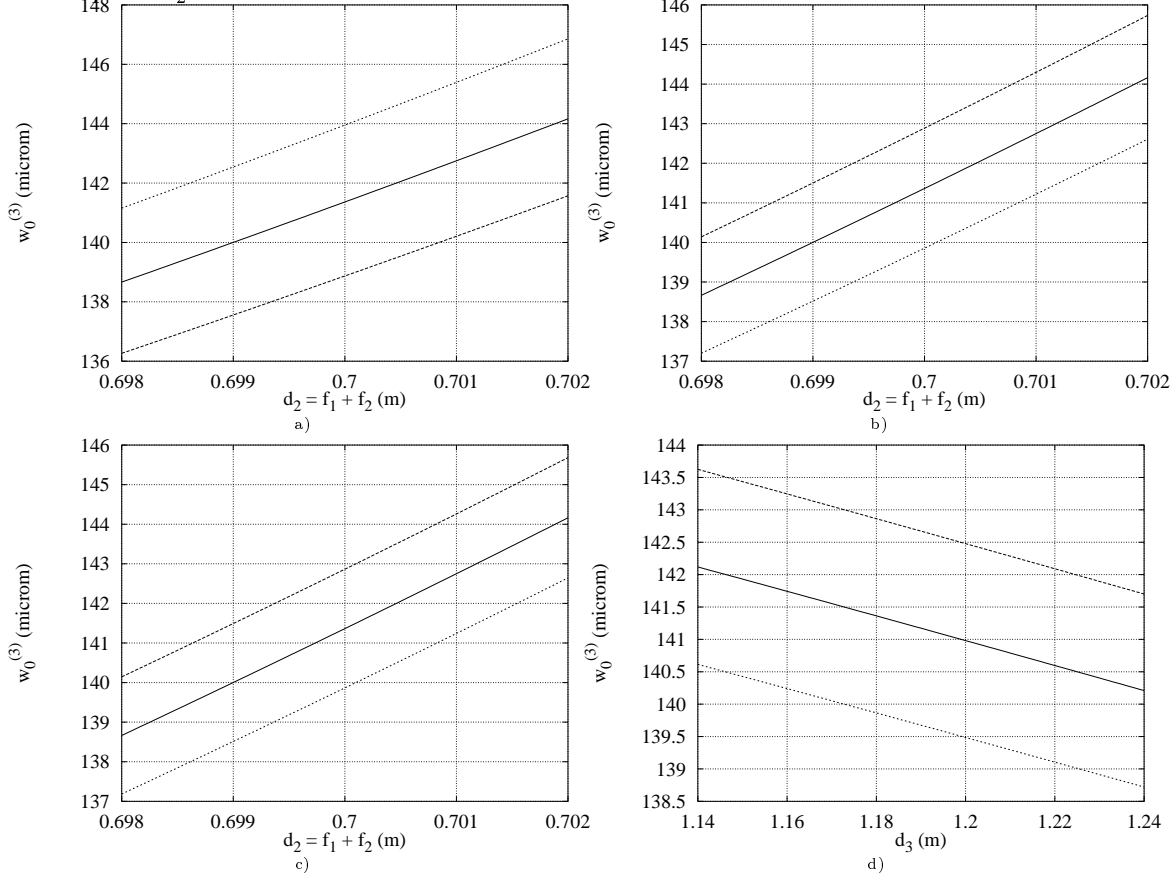 2
148
146
144
142
140
138
136
w₀⁽³⁾ (microm)
0.698 0.699 0.7 0.701 0.702
d₂ = f₁ + f₂ (m)
a)
146
145
144
143
142
141
140
139
138
137
w₀⁽³⁾ (microm)
0.698 0.699 0.7 0.701 0.702
d₂ = f₁ + f₂ (m)
b)
146
145
144
143
142
141
140
139
138
137
w₀⁽³⁾ (microm)
0.698 0.699 0.7 0.701 0.702
d₂ = f₁ + f₂ (m)
c)
144
143.5
143
142.5
142
141.5
141
140.5
140
139.5
139
138.5
w₀⁽³⁾ (microm)
1.14 1.16 1.18 1.2 1.22 1.24
d₃ (m)
d)